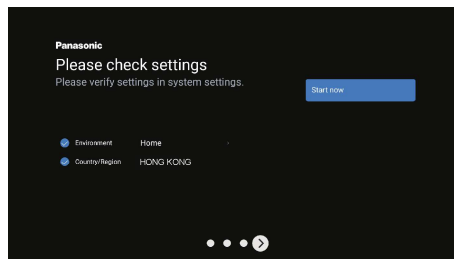 Panasonic
Please check settings
Please verify settings in system settings.
Start now
Environment Home
Country/Region HONG KONG